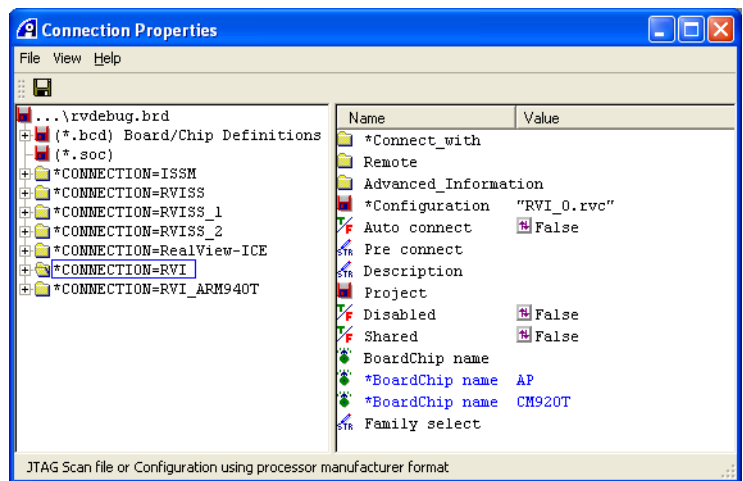 Connection Properties
File View Help
...\rvdebug.brd
(*.bcd) Board/Chip Definitions
(*.soc)
*CONNECTION=ISSM
*CONNECTION=RVISS
*CONNECTION=RVISS_1
*CONNECTION=RVISS_2
*CONNECTION=RealView-ICE
*CONNECTION=RVI
*CONNECTION=RVI_ARM940T
Name Value
*Connect_with
Remote
Advanced_Information
*Configuration "RVI_0.rvc"
T/F Auto connect False
STR Pre connect
STR Description
Project
T/F Disabled False
T/F Shared False
BoardChip name
*BoardChip name AP
*BoardChip name CM920T
STR Family select
JTAG Scan file or Configuration using processor manufacturer format